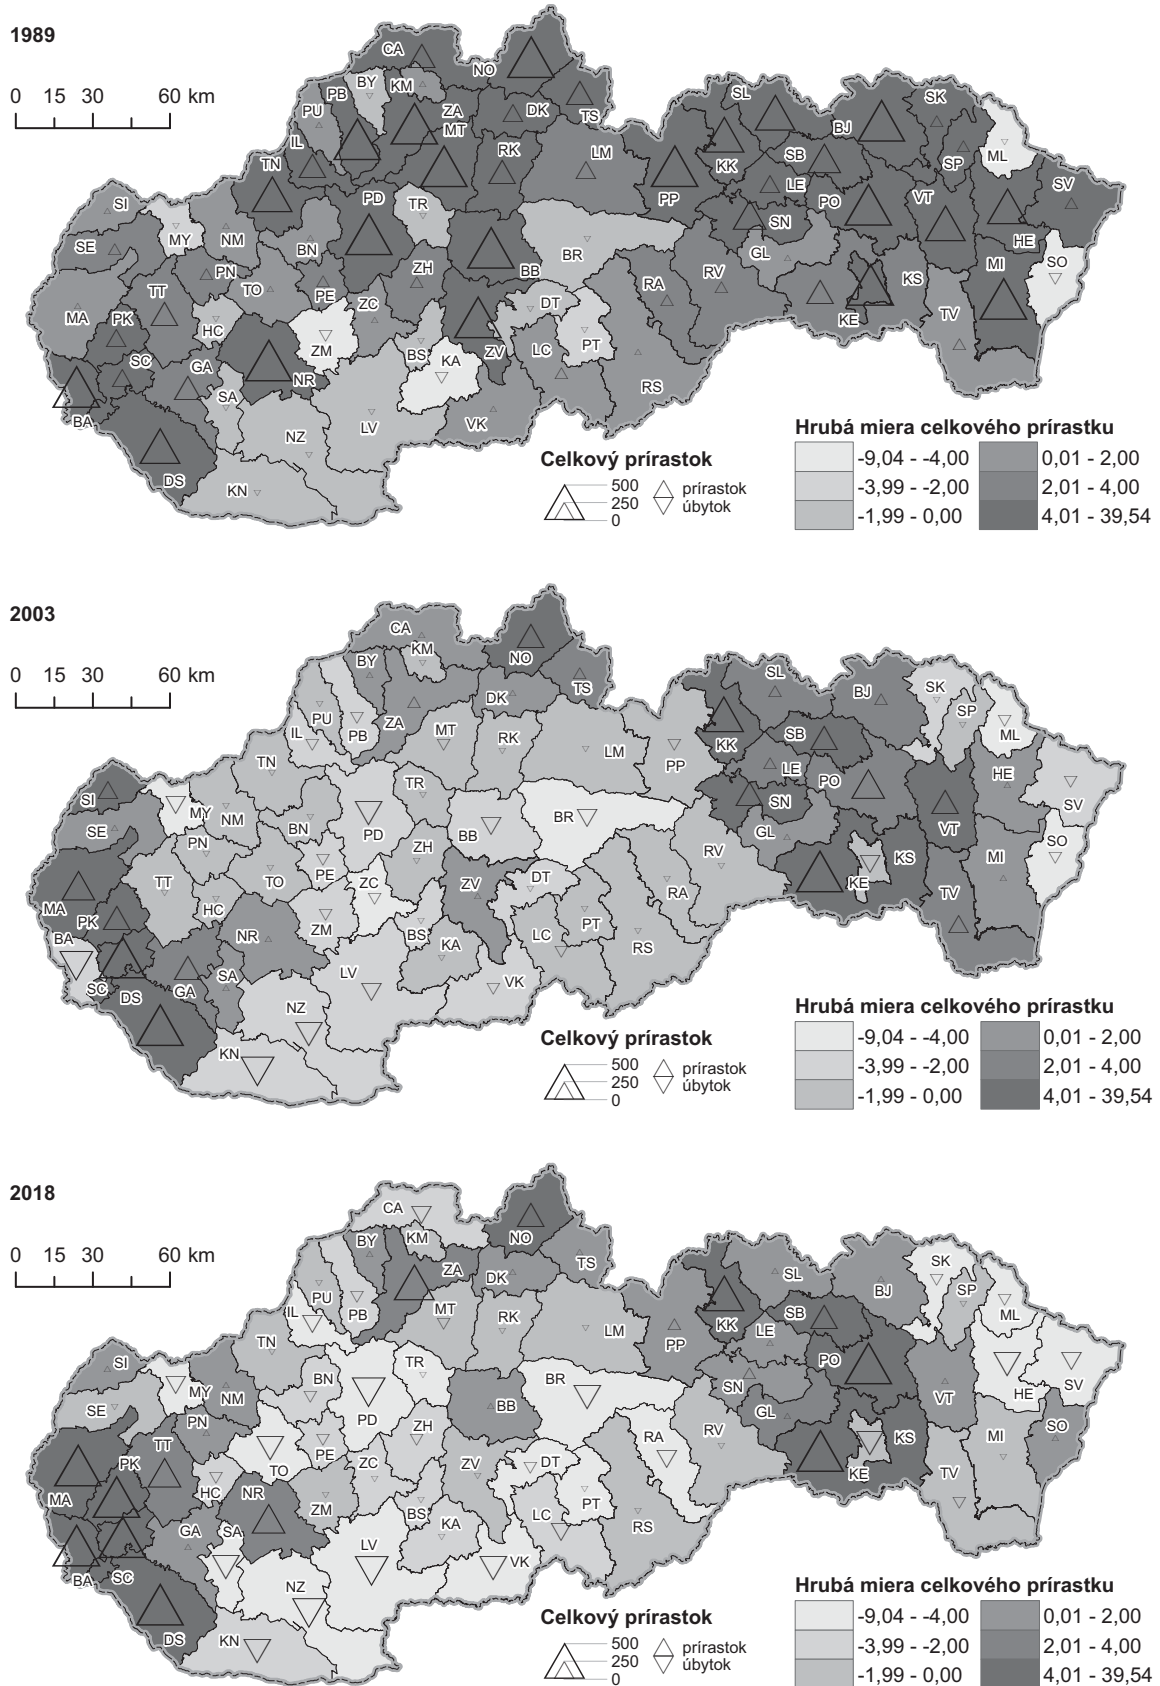 1989
0 15 30 60 km
CA
NO
BY
KM
PB
PU
ZA
MT
DK
TS
IL
TN
PD
TR
RK
LM
SL
KK
PP
SB
LE
SN
BJ
SK
SP
ML
SV
PO
VT
HE
SO
MI
GL
KS
KE
TV
SI
SE
MY
NM
BN
MA
TT
PN
TO
PE
ZC
ZH
BB
BR
RA
RV
PK
HC
ZM
BS
KA
ZV
DT
LC
PT
RS
SC
GA
SA
NR
BA
DS
NZ
LV
VK
KN
Celkový prírastok
500
250
0
prírastok
úbytok
Hrubá miera celkového prírastku
-9,04 - -4,00
-3,99 - -2,00
-1,99 - 0,00
0,01 - 2,00
2,01 - 4,00
4,01 - 39,54
2003
0 15 30 60 km
CA
NO
BY
KM
PU
PB
ZA
DK
TS
IL
TN
MT
RK
LM
PP
SL
KK
SB
LE
SN
BJ
SK
SP
ML
HE
SV
PO
VT
SO
MI
GL
KS
KE
TV
SI
SE
MY
NM
BN
PD
TR
BB
BR
MA
PK
PN
TT
TO
PE
ZC
ZH
ZV
DT
RA
RV
HC
ZM
BS
KA
LC
PT
RS
BA
SC
DS
GA
SA
NR
NZ
LV
VK
KN
Celkový prírastok
500
250
0
prírastok
úbytok
Hrubá miera celkového prírastku
-9,04 - -4,00
-3,99 - -2,00
-1,99 - 0,00
0,01 - 2,00
2,01 - 4,00
4,01 - 39,54
2018
0 15 30 60 km
CA
NO
BY
KM
PU
PB
ZA
DK
TS
IL
TN
MT
RK
LM
PP
SL
KK
SB
LE
SN
BJ
SK
SP
ML
HE
SV
PO
VT
SO
MI
GL
KS
KE
TV
SI
SE
MY
NM
BN
PD
TR
BB
BR
MA
PK
PN
TT
TO
PE
ZC
ZH
ZV
DT
RA
RV
HC
ZM
BS
KA
LC
PT
RS
BA
SC
DS
GA
SA
NR
NZ
LV
VK
KN
Celkový prírastok
500
250
0
prírastok
úbytok
Hrubá miera celkového prírastku
-9,04 - -4,00
-3,99 - -2,00
-1,99 - 0,00
0,01 - 2,00
2,01 - 4,00
4,01 - 39,54